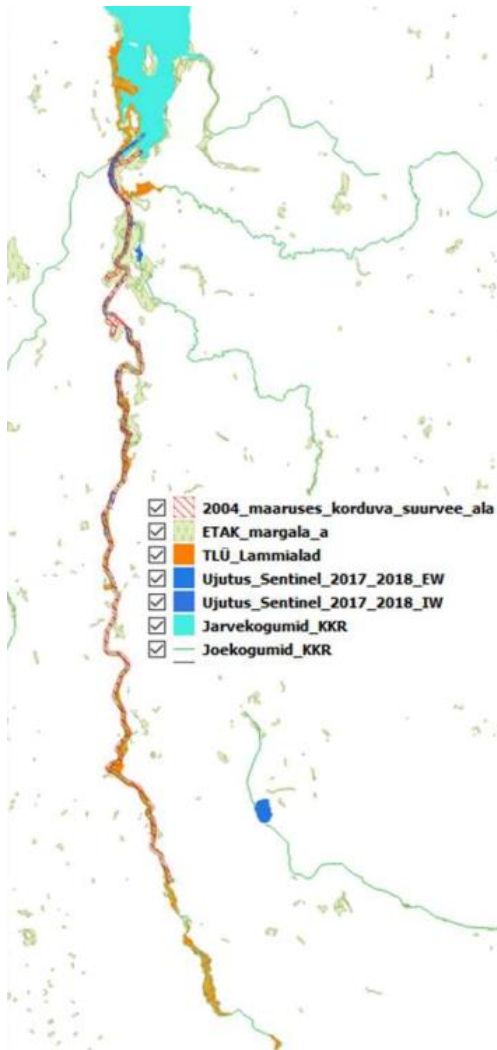 2004_maaruses_korduva_suurvee_ala
ETAK_margala_a
TLÜ_Lammialad
Ujutus_Sentinel_2017_2018_EW
Ujutus_Sentinel_2017_2018_IW
Jarvekogumid_KKR
Joekogumid_KKR